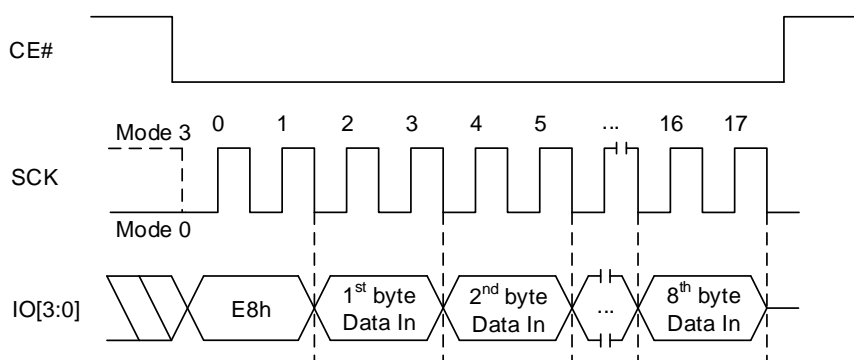 CE#
0 1 2 3 4 5 ... 16 17
Mode 3
SCK
Mode 0
1st byte 2nd byte 8th byte
IO[3:0] E8h ...
Data In Data In Data In